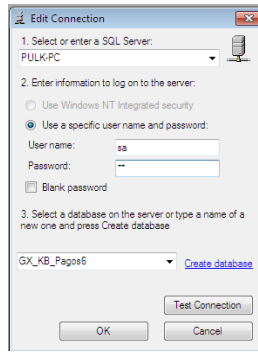 Edit Connection
1. Select or enter a SQL Server:
PULK-PC
2. Enter information to log on to the server:
Use Windows NT Integrated security
Use a specific user name and password:
User name:
sa
Password:
••
Blank password
3. Select a database on the server or type a name of a
new one and press Create database
GX_KB_Pagos6
Create database
Test Connection
OK
Cancel